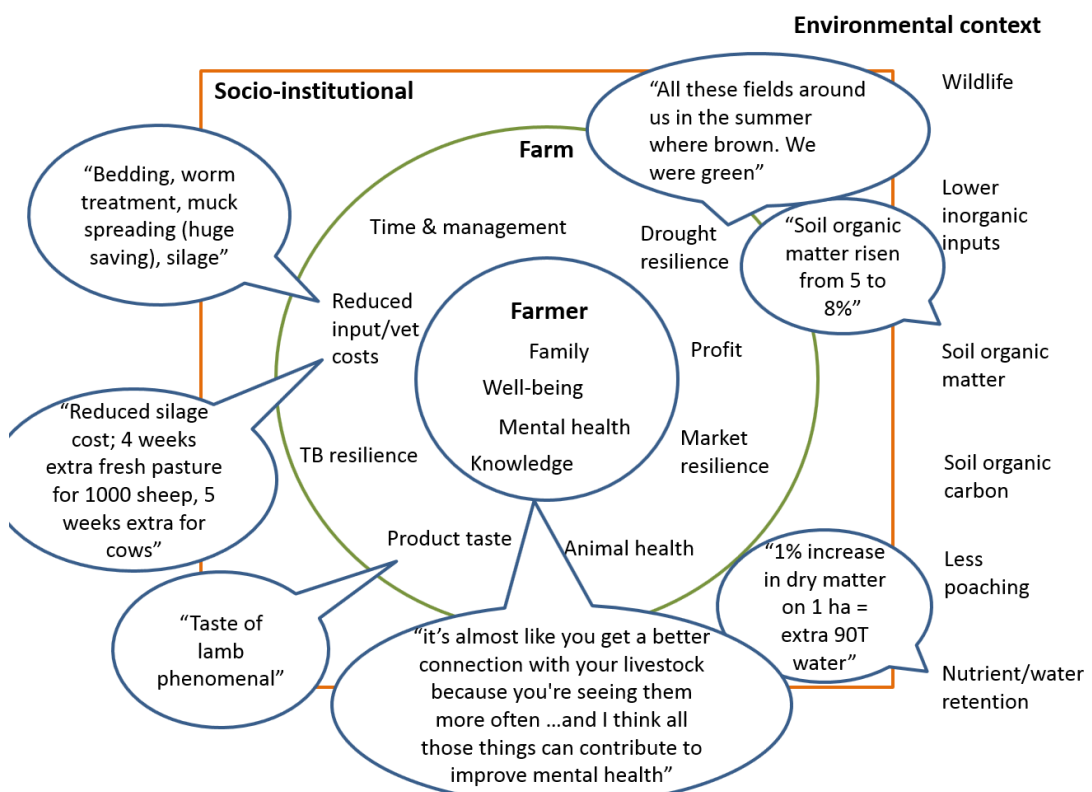 Environmental context
Socio-institutional
Farm
“All these fields around
us in the summer
where brown. We
were green”
Wildlife
“Bedding, worm
treatment, muck
spreading (huge
saving), silage”
Time & management
Drought
resilience
Lower
inorganic
inputs
“Soil organic
matter risen
from 5 to
8%”
Reduced
input/vet
costs
Farmer
Family
Well-being
Mental health
Knowledge
Profit
Soil organic
matter
“Reduced silage
cost; 4 weeks
extra fresh pasture
for 1000 sheep, 5
weeks extra for
cows”
TB resilience
Market
resilience
Soil organic
carbon
Product taste
Animal health
“1% increase
in dry matter
on 1 ha =
extra 90T
water”
Less
poaching
“Taste of
lamb
phenomenal”
“it’s almost like you get a better
connection with your livestock
because you're seeing them
more often …and I think all
those things can contribute to
improve mental health”
Nutrient/water
retention